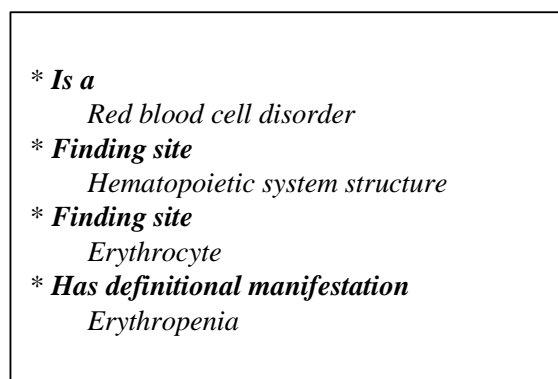 * Is a
Red blood cell disorder
* Finding site
Hematopoietic system structure
* Finding site
Erythrocyte
* Has definitional manifestation
Erythropenia